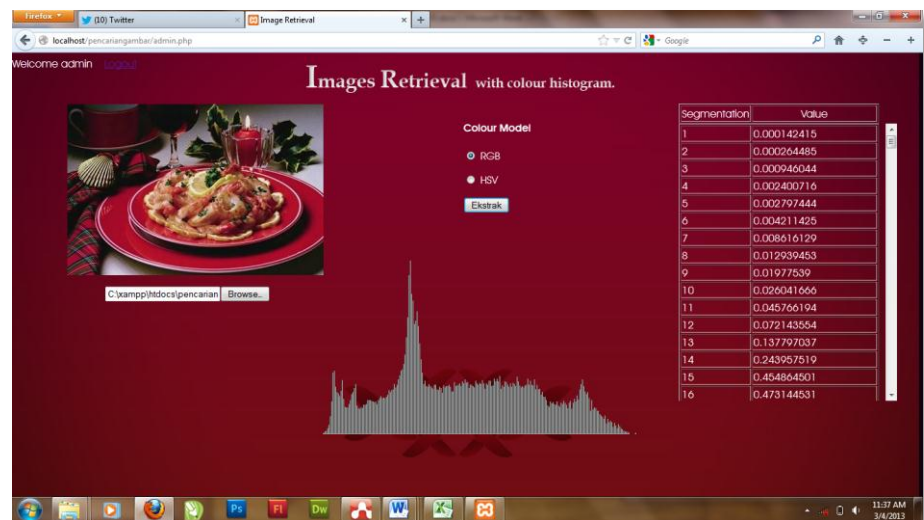 Firefox
(10) Twitter
Image Retrieval
localhost/pencariangambar/admin.php
Google
Welcome admin Logout
Images Retrieval with colour histogram.
Colour Model
RGB
HSV
Ekstrak
C:\xampp\htdocs\pencarian Browse..
Segmentation Value
1 0.000142415
2 0.000264485
3 0.000946044
4 0.002400716
5 0.002797444
6 0.004211425
7 0.008616129
8 0.012939453
9 0.01977539
10 0.026041666
11 0.045766194
12 0.072143554
13 0.137797037
14 0.243957519
15 0.454864501
16 0.473144531
Ps Fl Dw
11:37 AM
3/4/2013